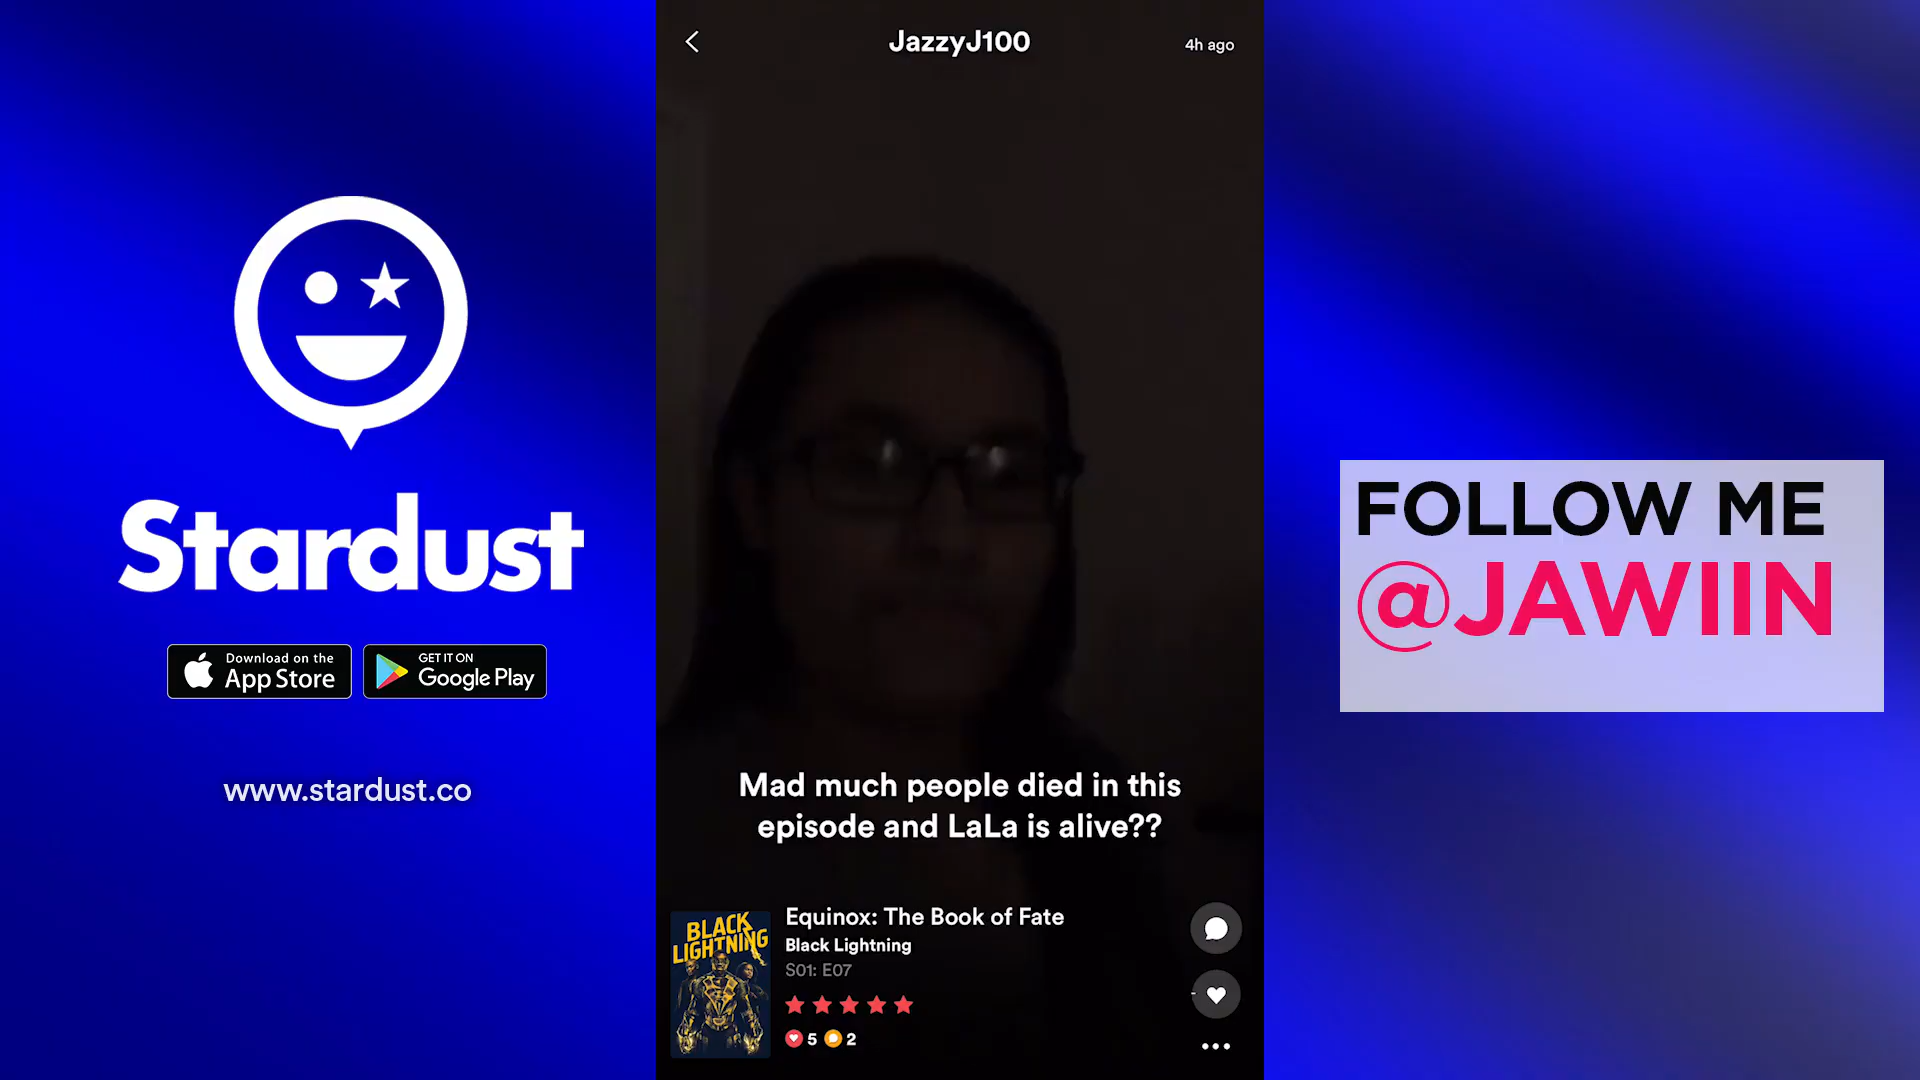 JazzyJ100
4h ago
Stardust
Download on the
App Store
GET IT ON
Google Play
www.stardust.co
FOLLOW ME
@JAWIIN
Mad much people died in this
episode and LaLa is alive??
BLACK
LIGHTNING
Equinox: The Book of Fate
Black Lightning
S01: E07
5 2